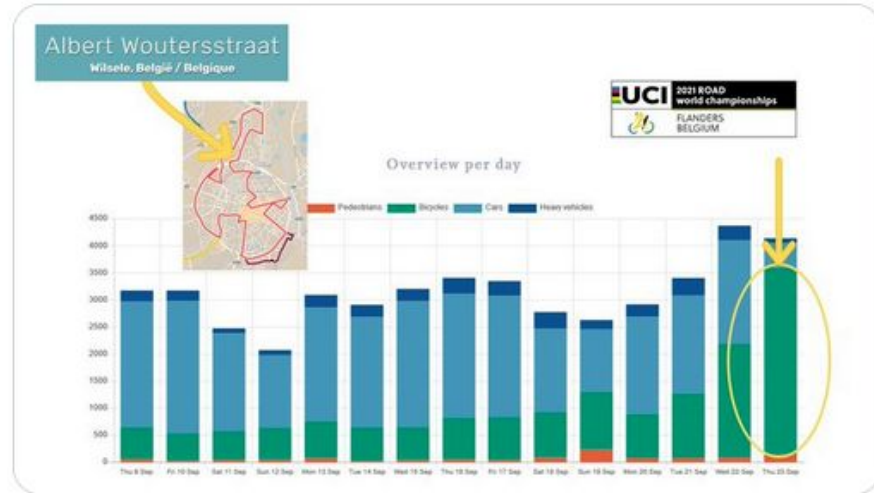 Albert Woutersstraat
Wilsele, België / Belgique
UCI
2021 ROAD
world championships
FLANDERS
BELGIUM
Overview per day
Pedestrians Bicycles Cars Heavy vehicles
4500
4000
3500
3000
2500
2000
1500
1000
500
0
Thu 9 Sep Fri 10 Sep Sat 11 Sep Sun 12 Sep Mon 13 Sep Tue 14 Sep Wed 15 Sep Thu 16 Sep Fri 17 Sep Sat 18 Sep Sun 19 Sep Mon 20 Sep Tue 21 Sep Wed 22 Sep Thu 23 Sep